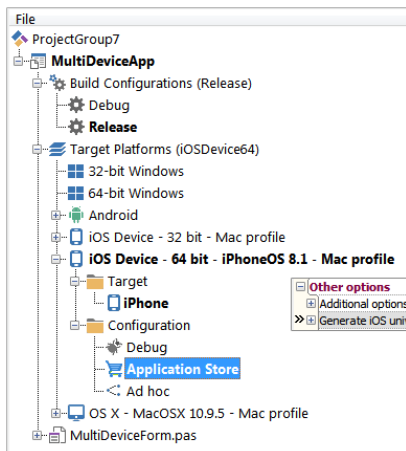 File
ProjectGroup7
MultiDeviceApp
Build Configurations (Release)
Debug
Release
Target Platforms (iOSDevice64)
32-bit Windows
64-bit Windows
Android
iOS Device - 32 bit - Mac profile
iOS Device - 64 bit - iPhoneOS 8.1 - Mac profile
Target
iPhone
Configuration
Debug
Application Store
Ad hoc
OS X - MacOSX 10.9.5 - Mac profile
MultiDeviceForm.pas
Other options
Additional options
Generate iOS uni